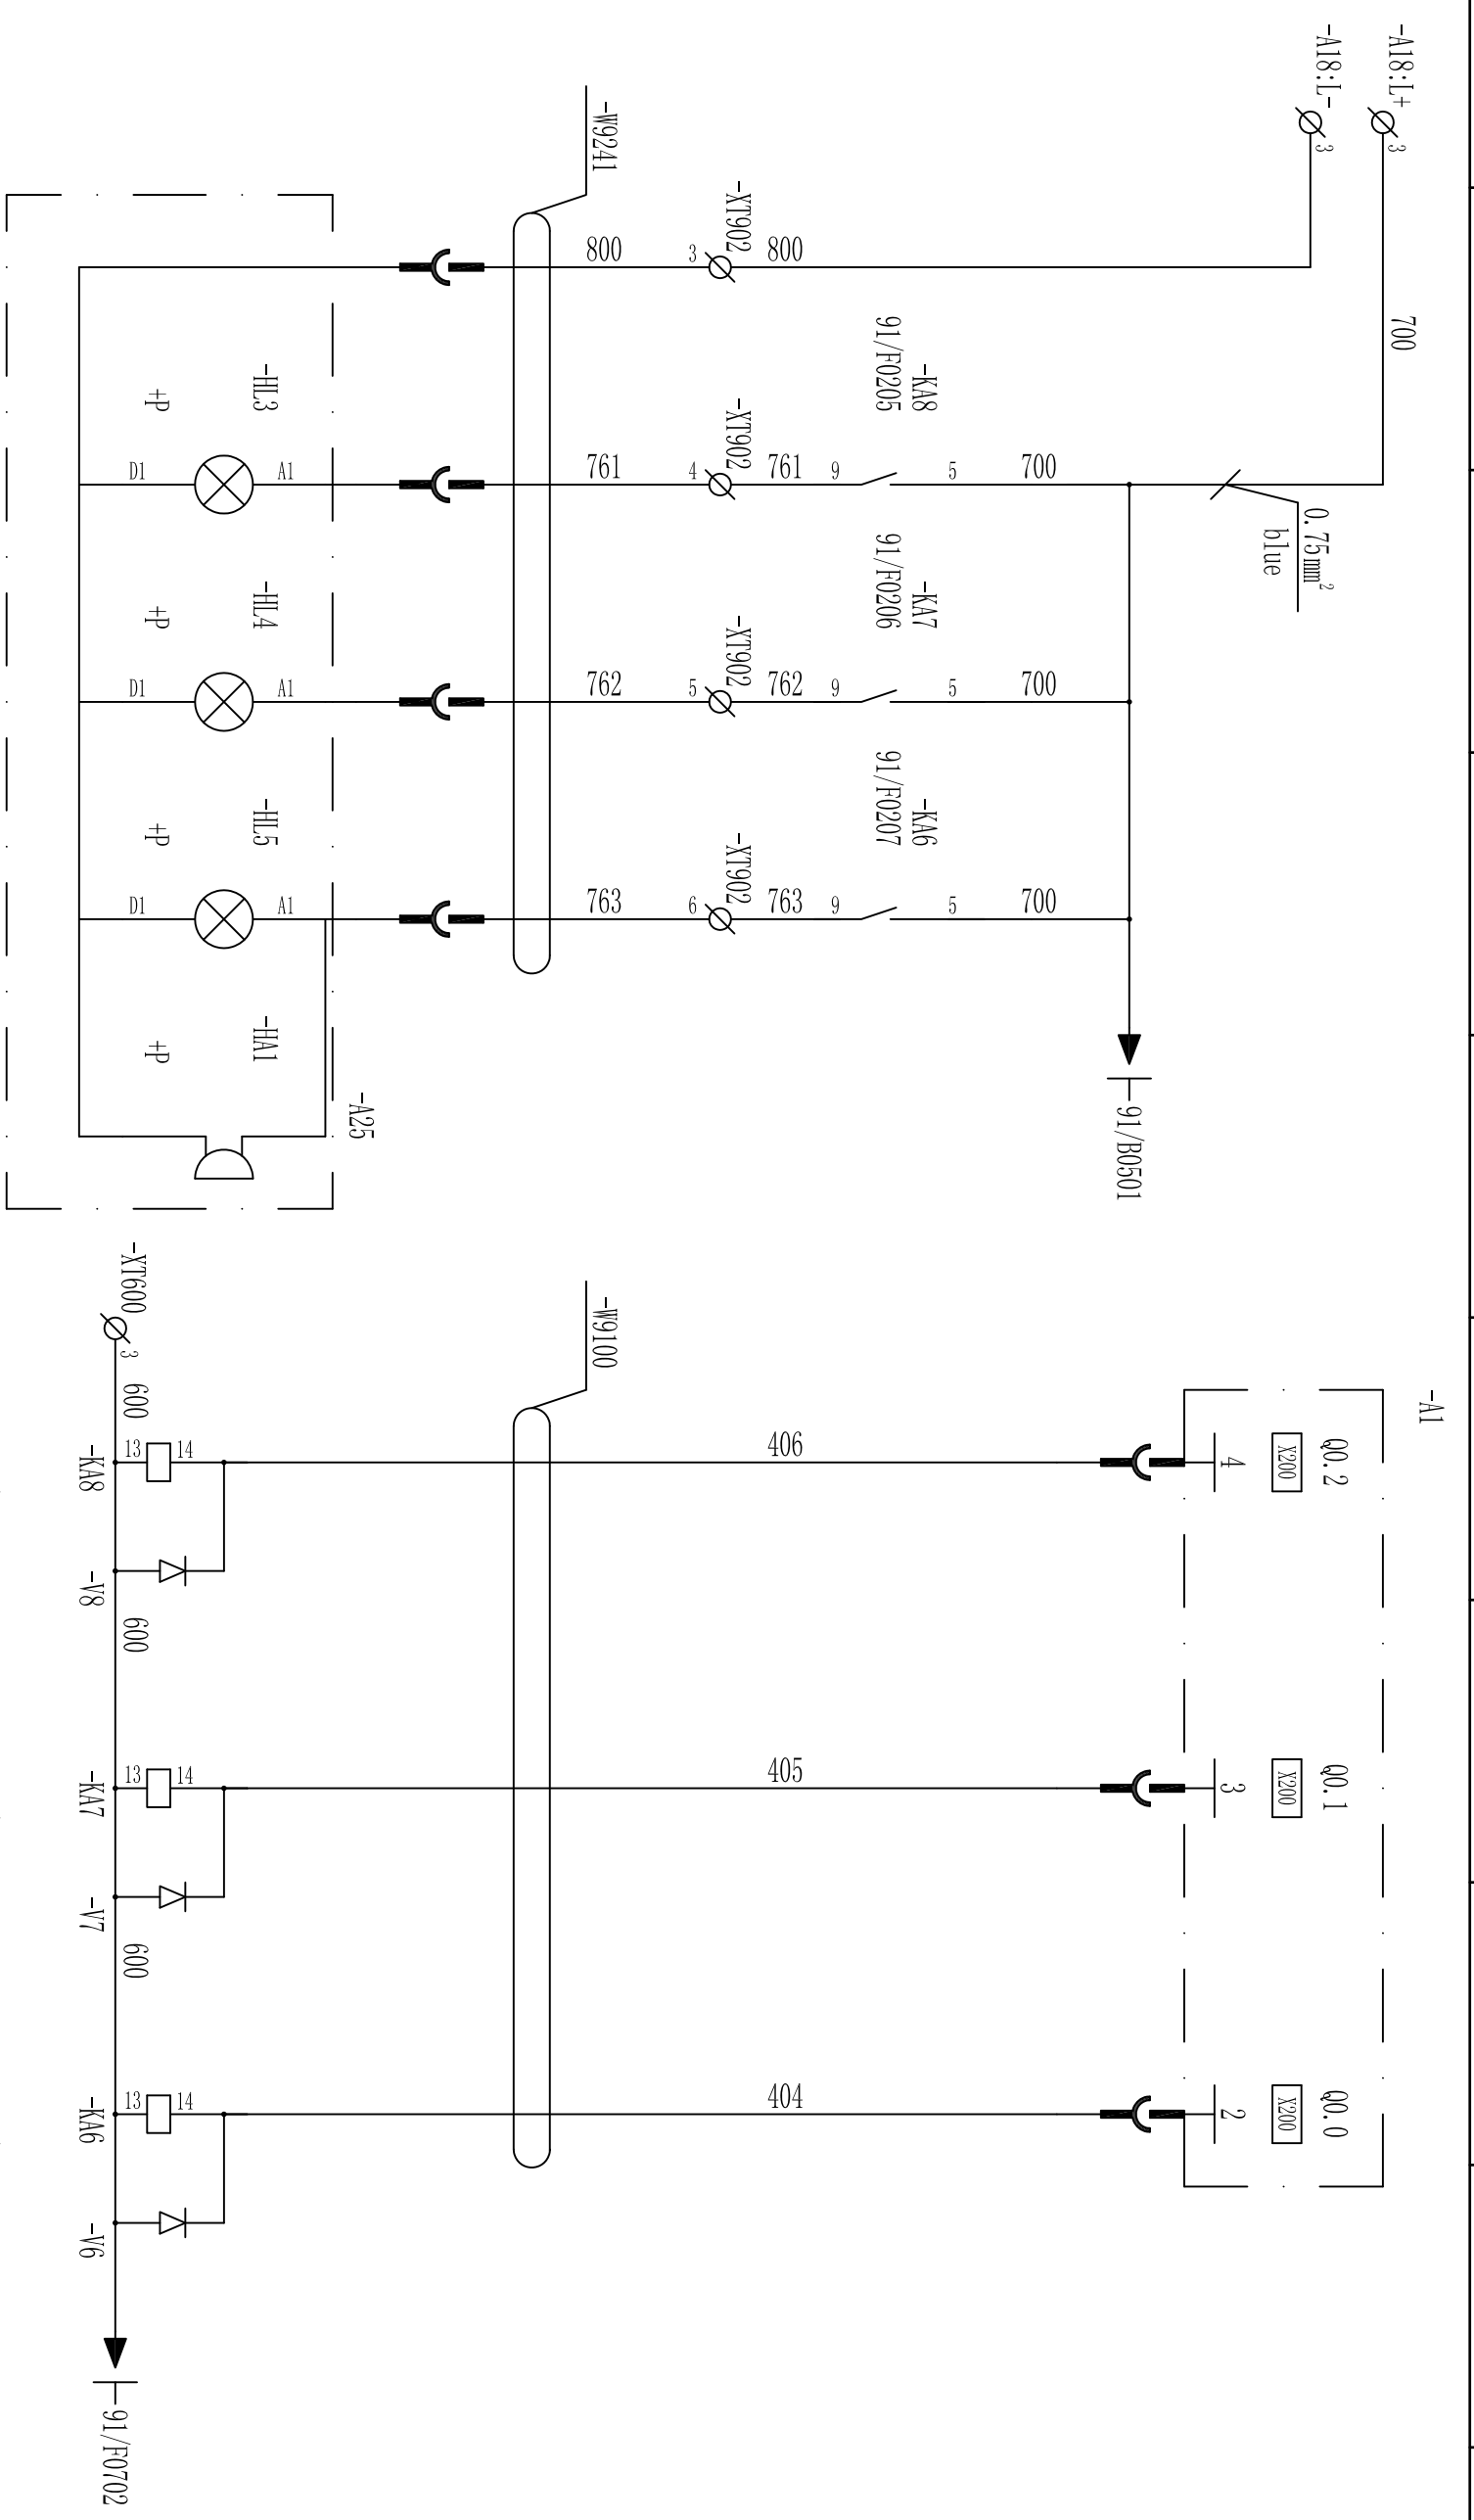 -A18:L+
3
700
-A18:L-
3
0.75mm²
blue
91/B0501
700
700
700
5
5
5
-KA8
91/F0205
-KA7
91/F0206
-KA6
91/F0207
9
9
9
800
761
762
763
-XT902
-XT902
-XT902
-XT902
3
4
5
6
800
761
762
763
-W9241
-A25
A1
A1
A1
-HL3
-HL4
-HL5
-HA1
+P
+P
+P
+P
D1
D1
D1
-A1
Q0.2
Q0.1
Q0.0
X200
X200
X200
4
3
2
406
405
404
-W9100
14
14
14
13
13
13
-XT600
3
600
600
600
-KA8
-V8
-KA7
-V7
-KA6
-V6
91/F0702